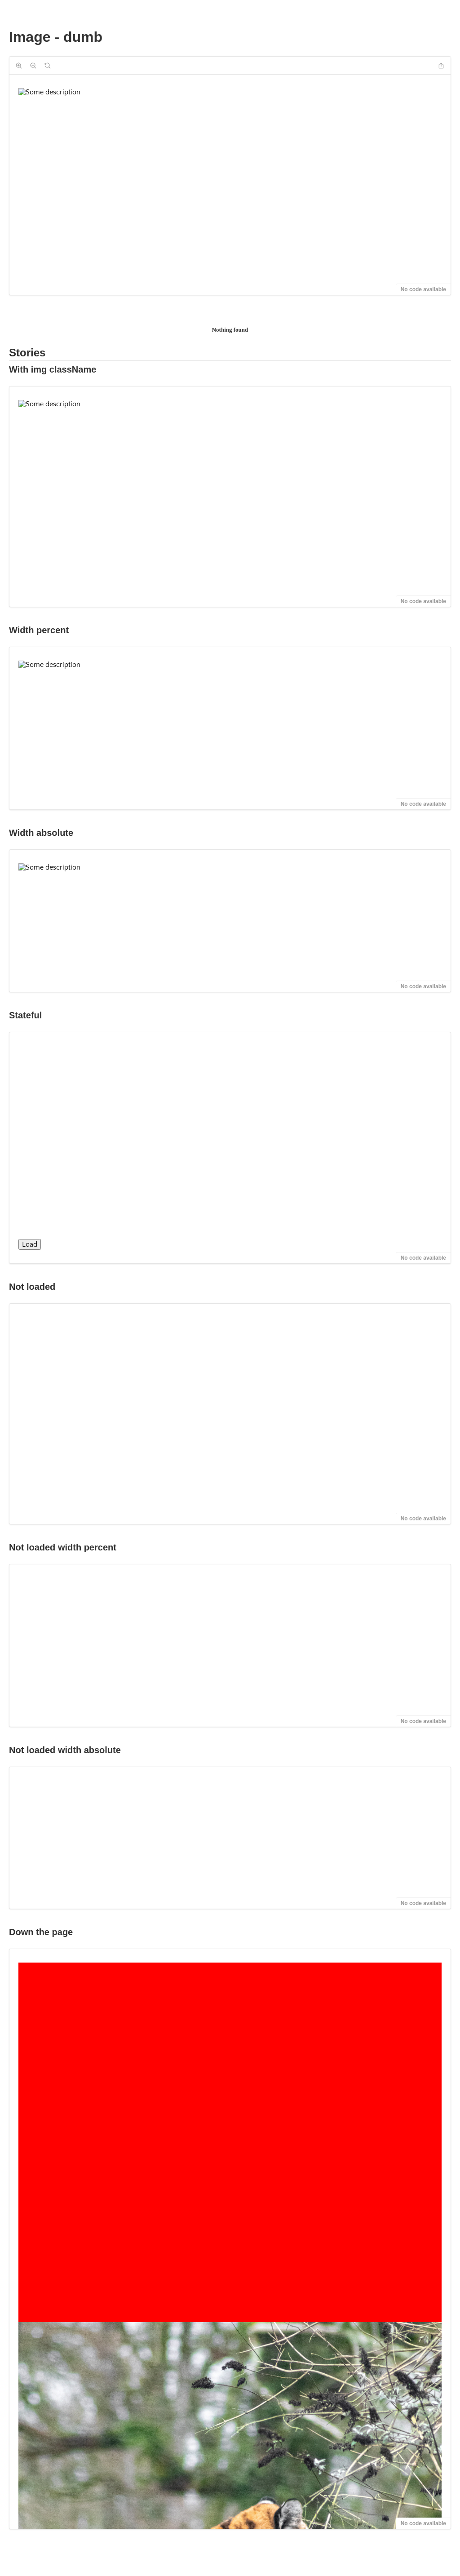 Image - dumb
Some description
No code available
Nothing found
Stories
With img className
Some description
No code available
Width percent
Some description
No code available
Width absolute
Some description
No code available
Stateful
Load
No code available
Not loaded
No code available
Not loaded width percent
No code available
Not loaded width absolute
No code available
Down the page
No code available